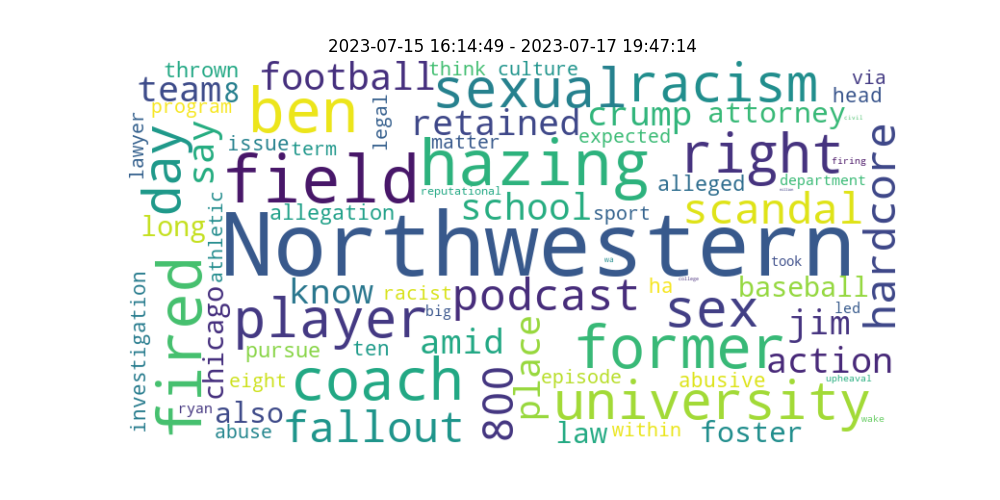 2023-07-15 16:14:49 - 2023-07-17 19:47:14
thrown
football
think
culture
sexual
racism
via
team
8
program
ben
legal
retained
crump
attorney
head
civil
lawyer
day
say
issue
term
matter
expected
right
firing
field
hazing
reputational
alleged
department
hardcore
long
athletic
allegation
school
sport
scandal
Northwestern
wa
took
college
investigation
fired
chicago
know
racist
podcast
ha
baseball
player
big
sex
jim
led
pursue
ten
amid
place
former
action
eight
coach
800
episode
abusive
upheaval
ryan
also
university
wake
abuse
fallout
law
within
foster